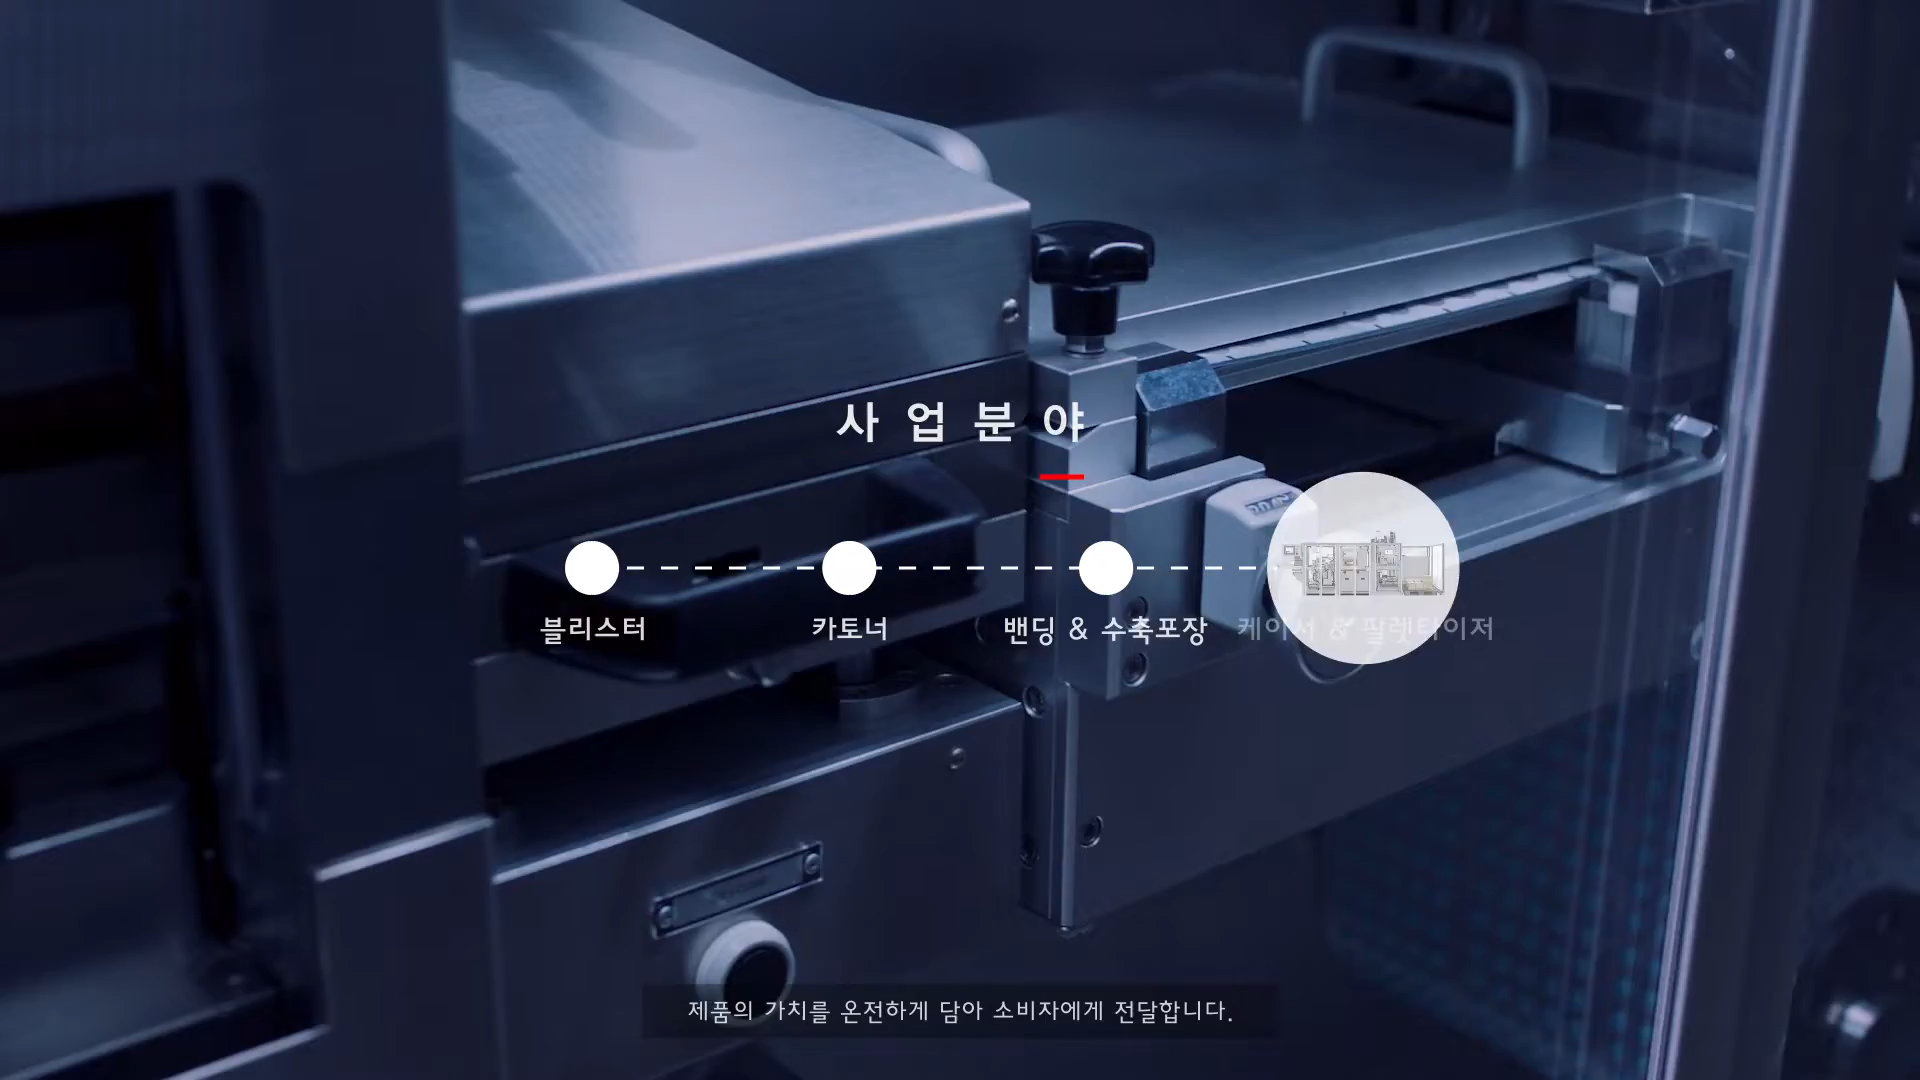 사업분야
블리스터
카토너
밴딩 & 수축포장
케이서 & 팔렛타이저
제품의 가치를 온전하게 담아 소비자에게 전달합니다.